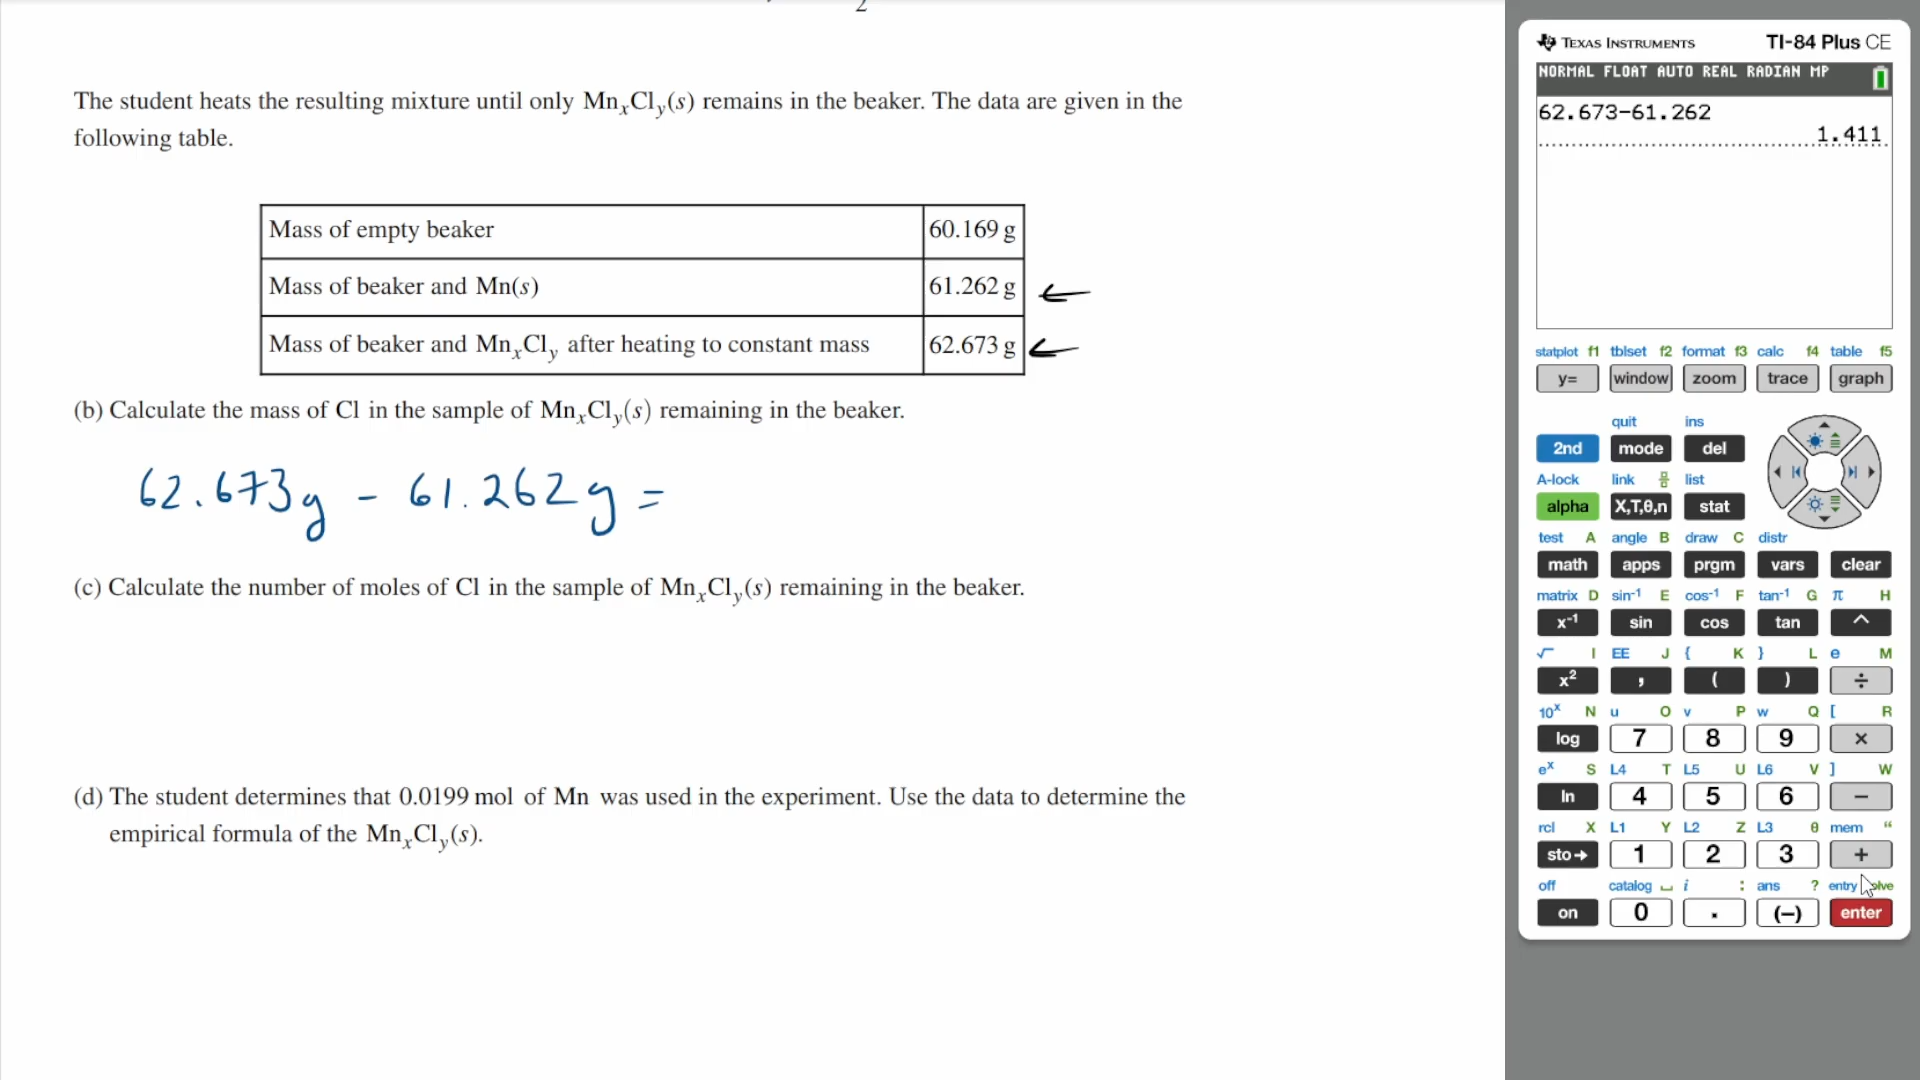 2
The student heats the resulting mixture until only MnₓClᵧ(s) remains in the beaker. The data are given in the
following table.
Mass of empty beaker 60.169 g
Mass of beaker and Mn(s) 61.262 g
Mass of beaker and MnₓClᵧ after heating to constant mass 62.673 g
(b) Calculate the mass of Cl in the sample of MnₓClᵧ(s) remaining in the beaker.
62.673g - 61.262g =
(c) Calculate the number of moles of Cl in the sample of MnₓClᵧ(s) remaining in the beaker.
(d) The student determines that 0.0199 mol of Mn was used in the experiment. Use the data to determine the
empirical formula of the MnₓClᵧ(s).
TEXAS INSTRUMENTS TI-84 Plus CE
NORMAL FLOAT AUTO REAL RADIAN MP
62.673-61.262
1.411
statplot f1 tblset f2 format f3 calc f4 table f5
y= window zoom trace graph
quit ins
2nd mode del
A-lock link list
alpha X,T,θ,n stat
test A angle B draw C distr
math apps prgm vars clear
matrix D sin⁻¹ E cos⁻¹ F tan⁻¹ G π H
x⁻¹ sin cos tan ^
√ I EE J { K } L e M
x² , ( ) ÷
10ˣ N u O v P w Q [ R
log 7 8 9 ×
eˣ S L4 T L5 U L6 V ] W
ln 4 5 6 −
rcl X L1 Y L2 Z L3 θ mem “
sto→ 1 2 3 +
off catalog ⎵ i : ans ? entry
on 0 . (−) enter